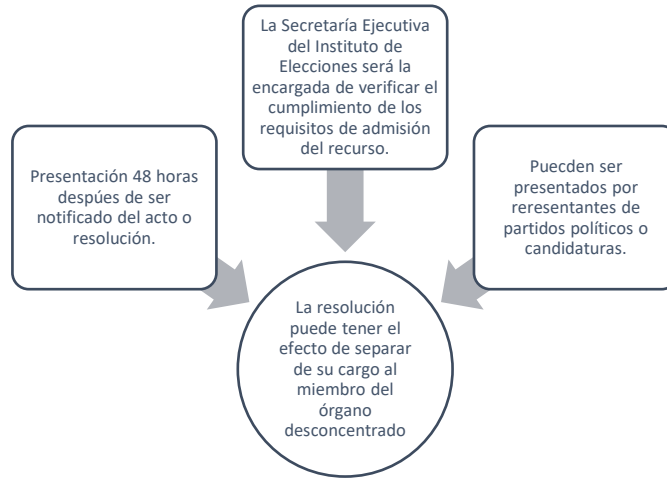 La Secretaría Ejecutiva
del Instituto de
Elecciones será la
encargada de verificar el
cumplimiento de los
requisitos de admisión
del recurso.
Presentación 48 horas
despúes de ser
notificado del acto o
resolución.
Puecden ser
presentados por
reresentantes de
partidos políticos o
candidaturas.
La resolución
puede tener el
efecto de separar
de su cargo al
miembro del
órgano
desconcentrado